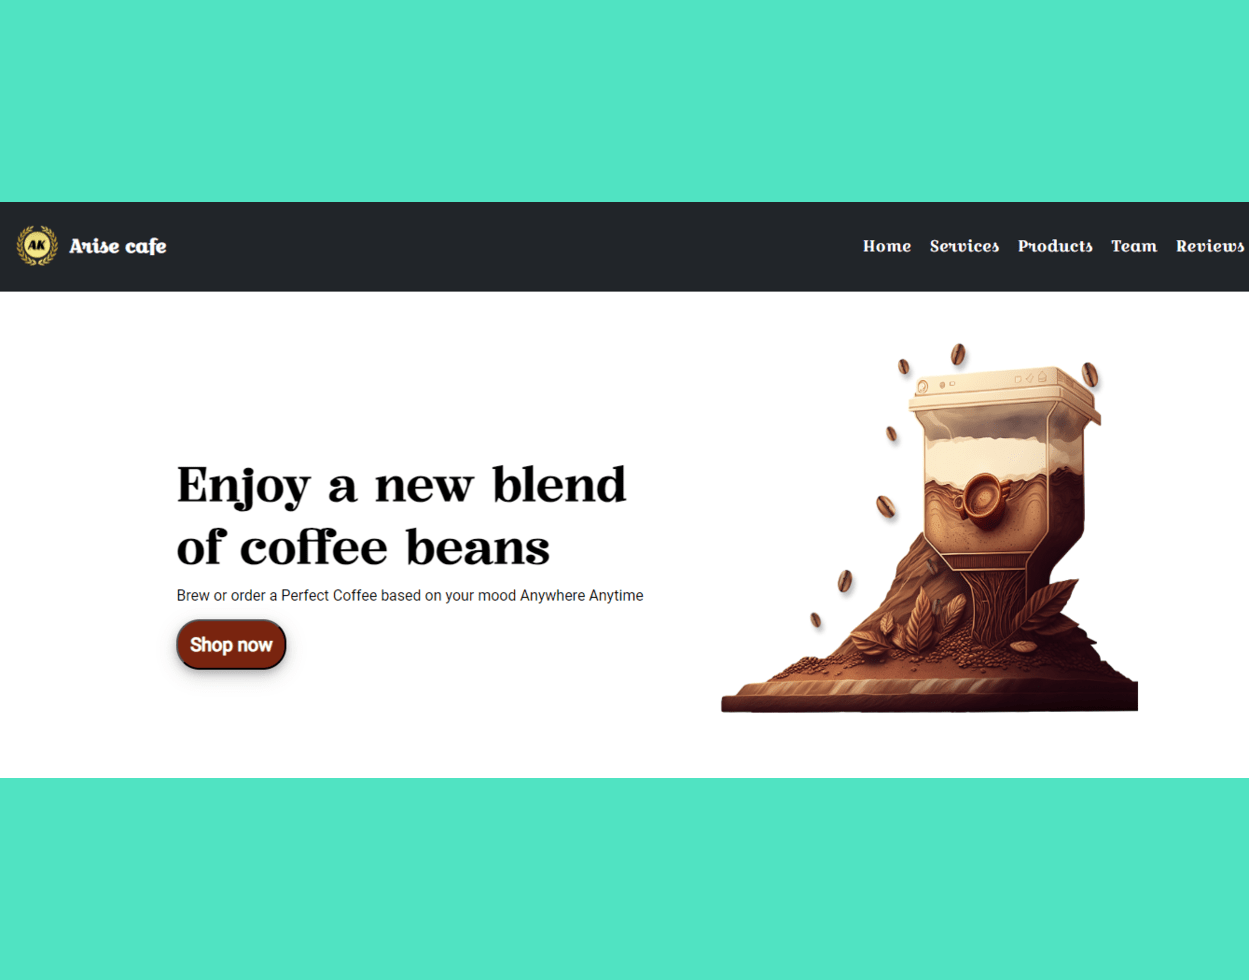 AK
Arise cafe
Home Services Products Team Reviews
Enjoy a new blend
of coffee beans
Brew or order a Perfect Coffee based on your mood Anywhere Anytime
Shop now